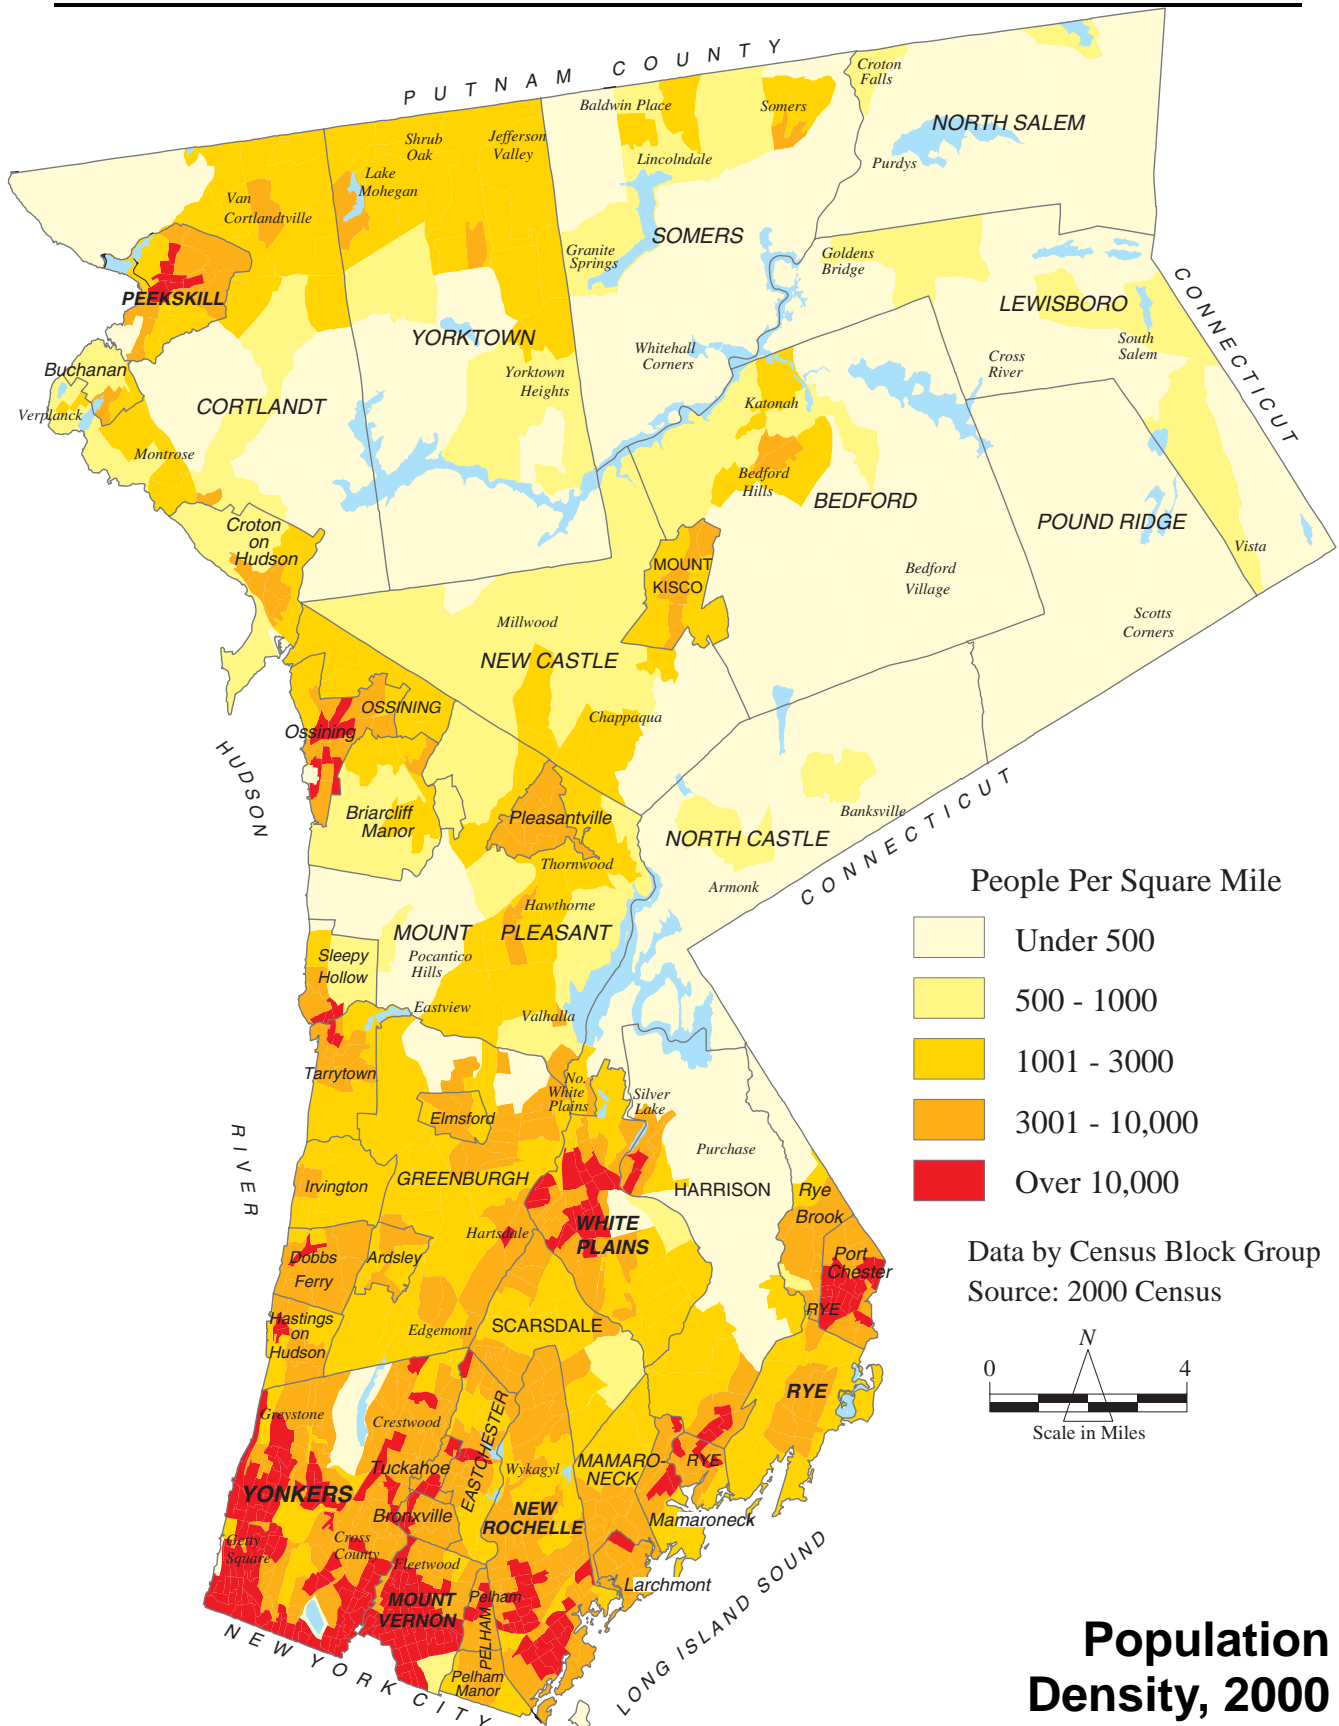 PUTNAM COUNTY
Croton
Falls
Baldwin Place
Somers
NORTH SALEM
Shrub
Oak
Jefferson
Valley
Lincolndale
Purdys
Lake
Mohegan
Van
Cortlandtville
SOMERS
Granite
Springs
Goldens
Bridge
CONNECTICUT
PEEKSKILL
LEWISBORO
YORKTOWN
South
Salem
Whitehall
Corners
Cross
River
Buchanan
Yorktown
Heights
Verplanck
CORTLANDT
Katonah
Montrose
Bedford
Hills
BEDFORD
POUND RIDGE
Croton
on
Hudson
Vista
MOUNT
KISCO
Bedford
Village
Millwood
Scotts
Corners
NEW CASTLE
OSSINING
Ossining
Chappaqua
HUDSON
Briarcliff
Manor
Pleasantville
Banksville
NORTH CASTLE
CONNECTICUT
Thornwood
Armonk
People Per Square Mile
Hawthorne
MOUNT PLEASANT
Under 500
Sleepy
Hollow
Pocantico
Hills
500 - 1000
Eastview
Valhalla
1001 - 3000
Tarrytown
No.
White
Plains
Silver
Lake
Elmsford
3001 - 10,000
RIVER
Purchase
Irvington
GREENBURGH
HARRISON
Over 10,000
Rye
Brook
Hartsdale
WHITE
PLAINS
Dobbs
Ferry
Ardsley
Port
Chester
Data by Census Block Group
Source: 2000 Census
RYE
Hastings
on
Hudson
Edgemont
SCARSDALE
N
0 4
Scale in Miles
RYE
Greystone
Crestwood
EASTCHESTER
Tuckahoe
Wykagyl
MAMARO-
NECK
RYE
YONKERS
Bronxville
NEW
ROCHELLE
Mamaroneck
Getty
Square
Cross
County
Fleetwood
Larchmont
MOUNT
VERNON
Pelham
PELHAM
LONG ISLAND SOUND
NEW YORK CITY
Pelham
Manor
Population
Density, 2000